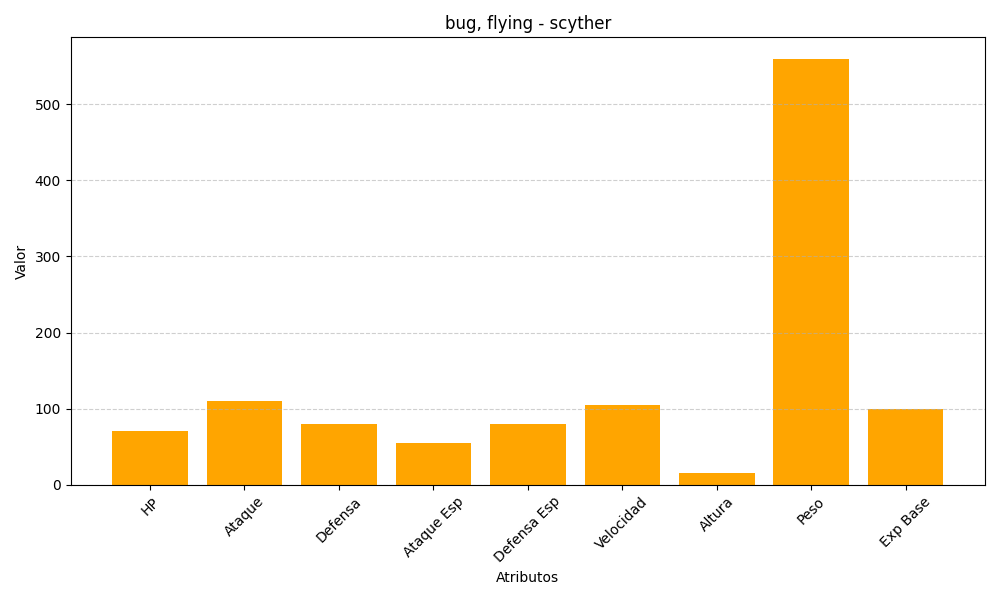 bug, flying - scyther
Valor
500
400
300
200
100
0
HP
Ataque
Defensa
Ataque Esp
Defensa Esp
Velocidad
Altura
Peso
Exp Base
Atributos